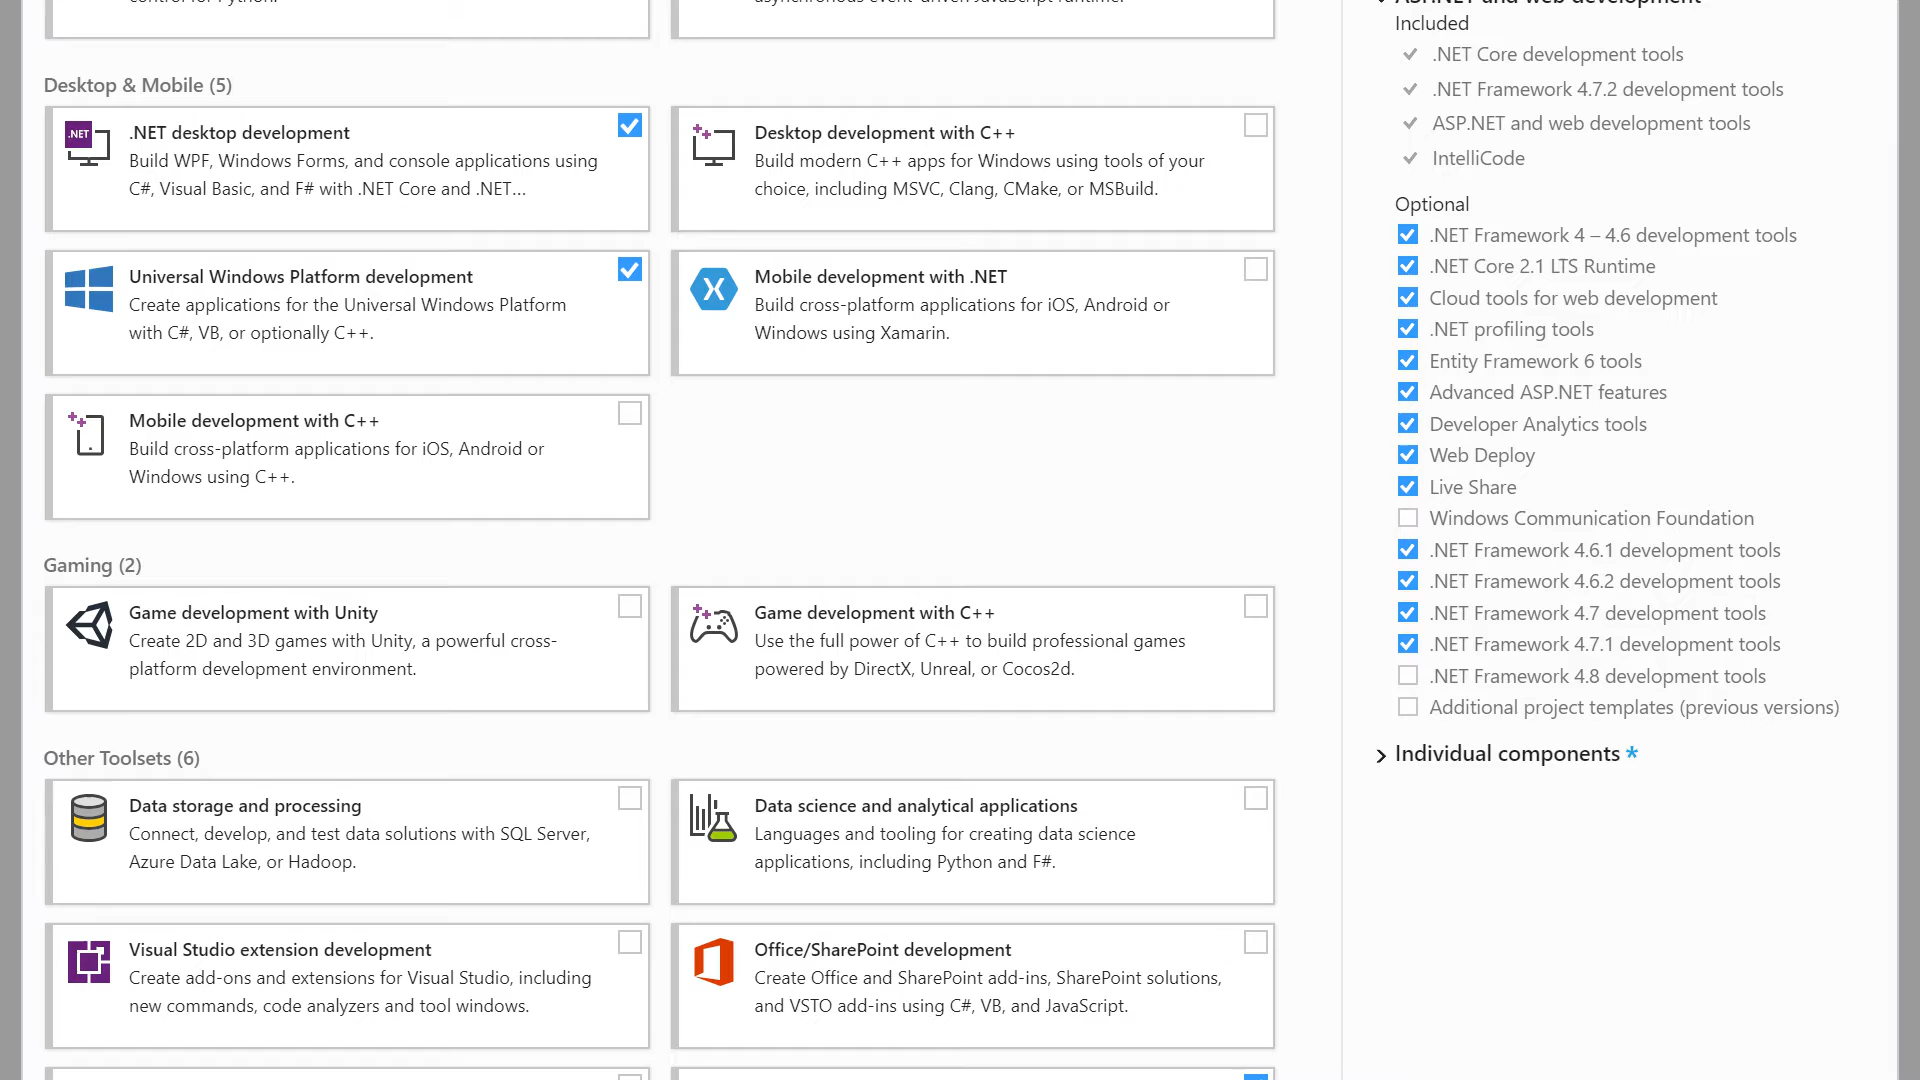 control for Python.
asynchronous event-driven JavaScript runtime.
Desktop & Mobile (5)
.NET
.NET desktop development
Build WPF, Windows Forms, and console applications using
C#, Visual Basic, and F# with .NET Core and .NET...
Desktop development with C++
Build modern C++ apps for Windows using tools of your
choice, including MSVC, Clang, CMake, or MSBuild.
Universal Windows Platform development
Create applications for the Universal Windows Platform
with C#, VB, or optionally C++.
Mobile development with .NET
Build cross-platform applications for iOS, Android or
Windows using Xamarin.
Mobile development with C++
Build cross-platform applications for iOS, Android or
Windows using C++.
Gaming (2)
Game development with Unity
Create 2D and 3D games with Unity, a powerful cross-
platform development environment.
Game development with C++
Use the full power of C++ to build professional games
powered by DirectX, Unreal, or Cocos2d.
Other Toolsets (6)
Data storage and processing
Connect, develop, and test data solutions with SQL Server,
Azure Data Lake, or Hadoop.
Data science and analytical applications
Languages and tooling for creating data science
applications, including Python and F#.
Visual Studio extension development
Create add-ons and extensions for Visual Studio, including
new commands, code analyzers and tool windows.
Office/SharePoint development
Create Office and SharePoint add-ins, SharePoint solutions,
and VSTO add-ins using C#, VB, and JavaScript.
ASP.NET and web development
Included
.NET Core development tools
.NET Framework 4.7.2 development tools
ASP.NET and web development tools
IntelliCode
Optional
.NET Framework 4 – 4.6 development tools
.NET Core 2.1 LTS Runtime
Cloud tools for web development
.NET profiling tools
Entity Framework 6 tools
Advanced ASP.NET features
Developer Analytics tools
Web Deploy
Live Share
Windows Communication Foundation
.NET Framework 4.6.1 development tools
.NET Framework 4.6.2 development tools
.NET Framework 4.7 development tools
.NET Framework 4.7.1 development tools
.NET Framework 4.8 development tools
Additional project templates (previous versions)
Individual components *